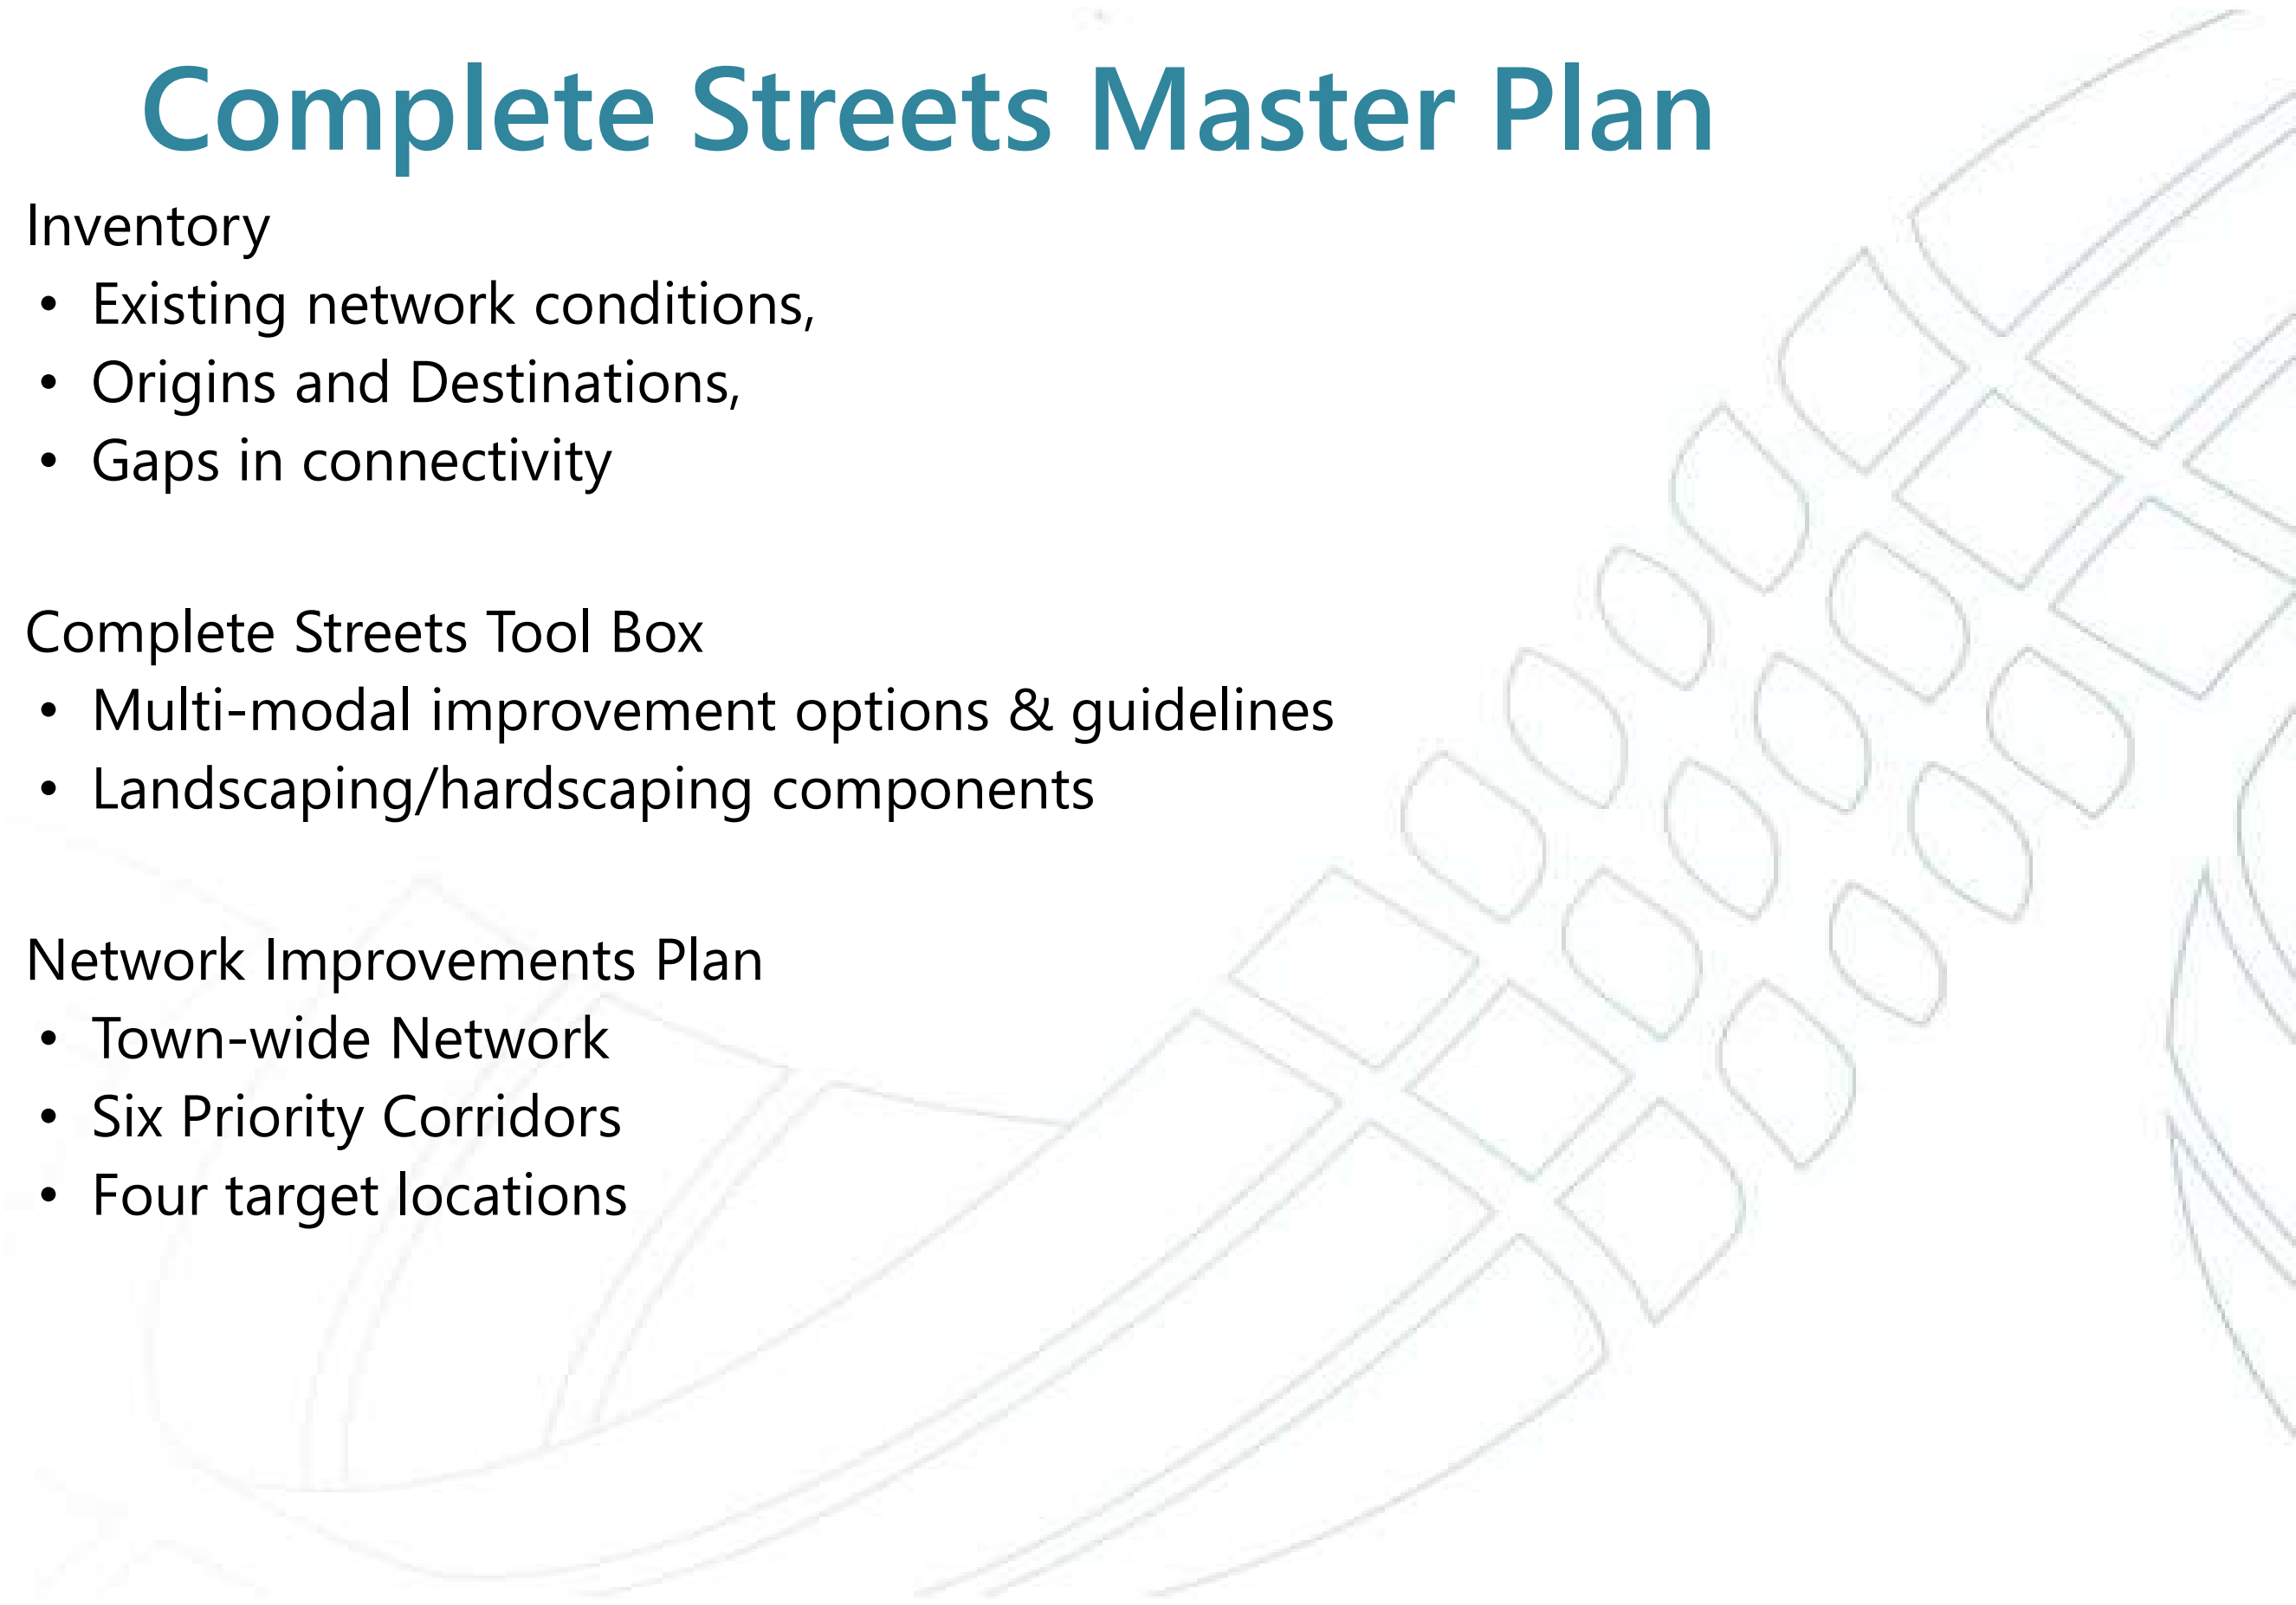 Complete Streets Master Plan
Inventory
• Existing network conditions,
• Origins and Destinations,
• Gaps in connectivity
Complete Streets Tool Box
• Multi-modal improvement options & guidelines
• Landscaping/hardscaping components
Network Improvements Plan
• Town-wide Network
• Six Priority Corridors
• Four target locations